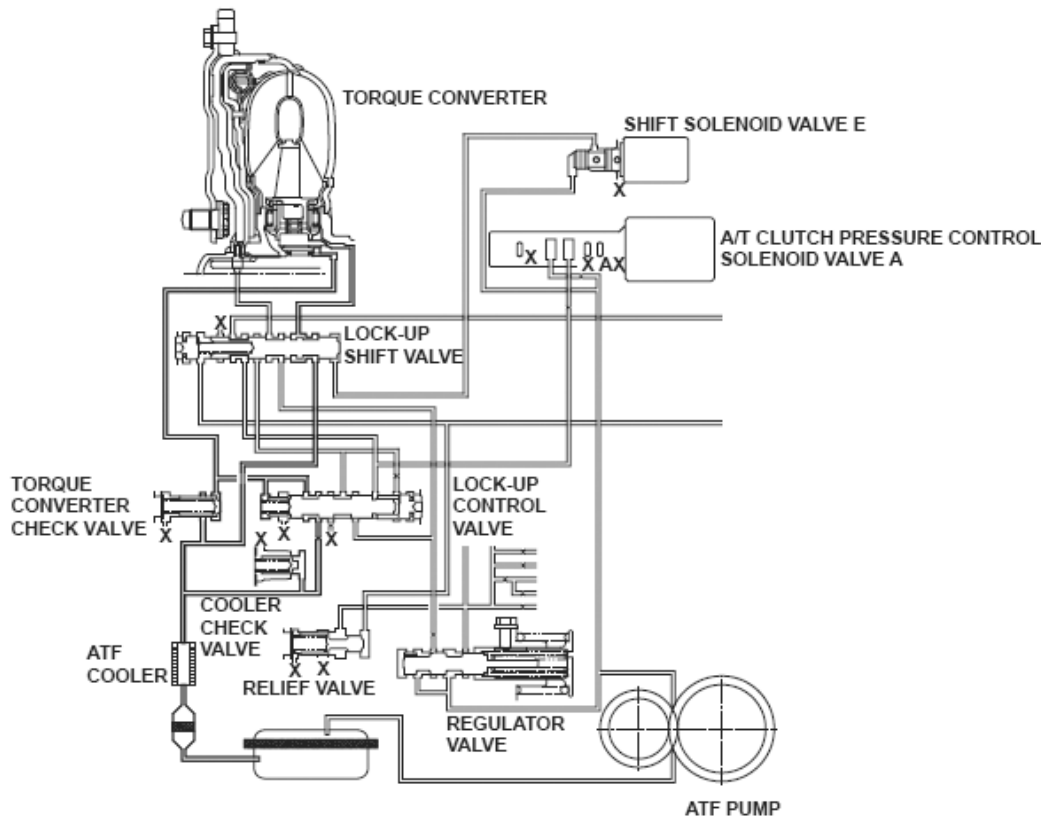 TORQUE CONVERTER
SHIFT SOLENOID VALVE E
X
A/T CLUTCH PRESSURE CONTROL
SOLENOID VALVE A
X
X
AX
X
LOCK-UP
SHIFT VALVE
TORQUE
CONVERTER
CHECK VALVE
LOCK-UP
CONTROL
VALVE
X
X
X
X
COOLER
CHECK
VALVE
ATF
COOLER
X
X
RELIEF VALVE
REGULATOR
VALVE
ATF PUMP